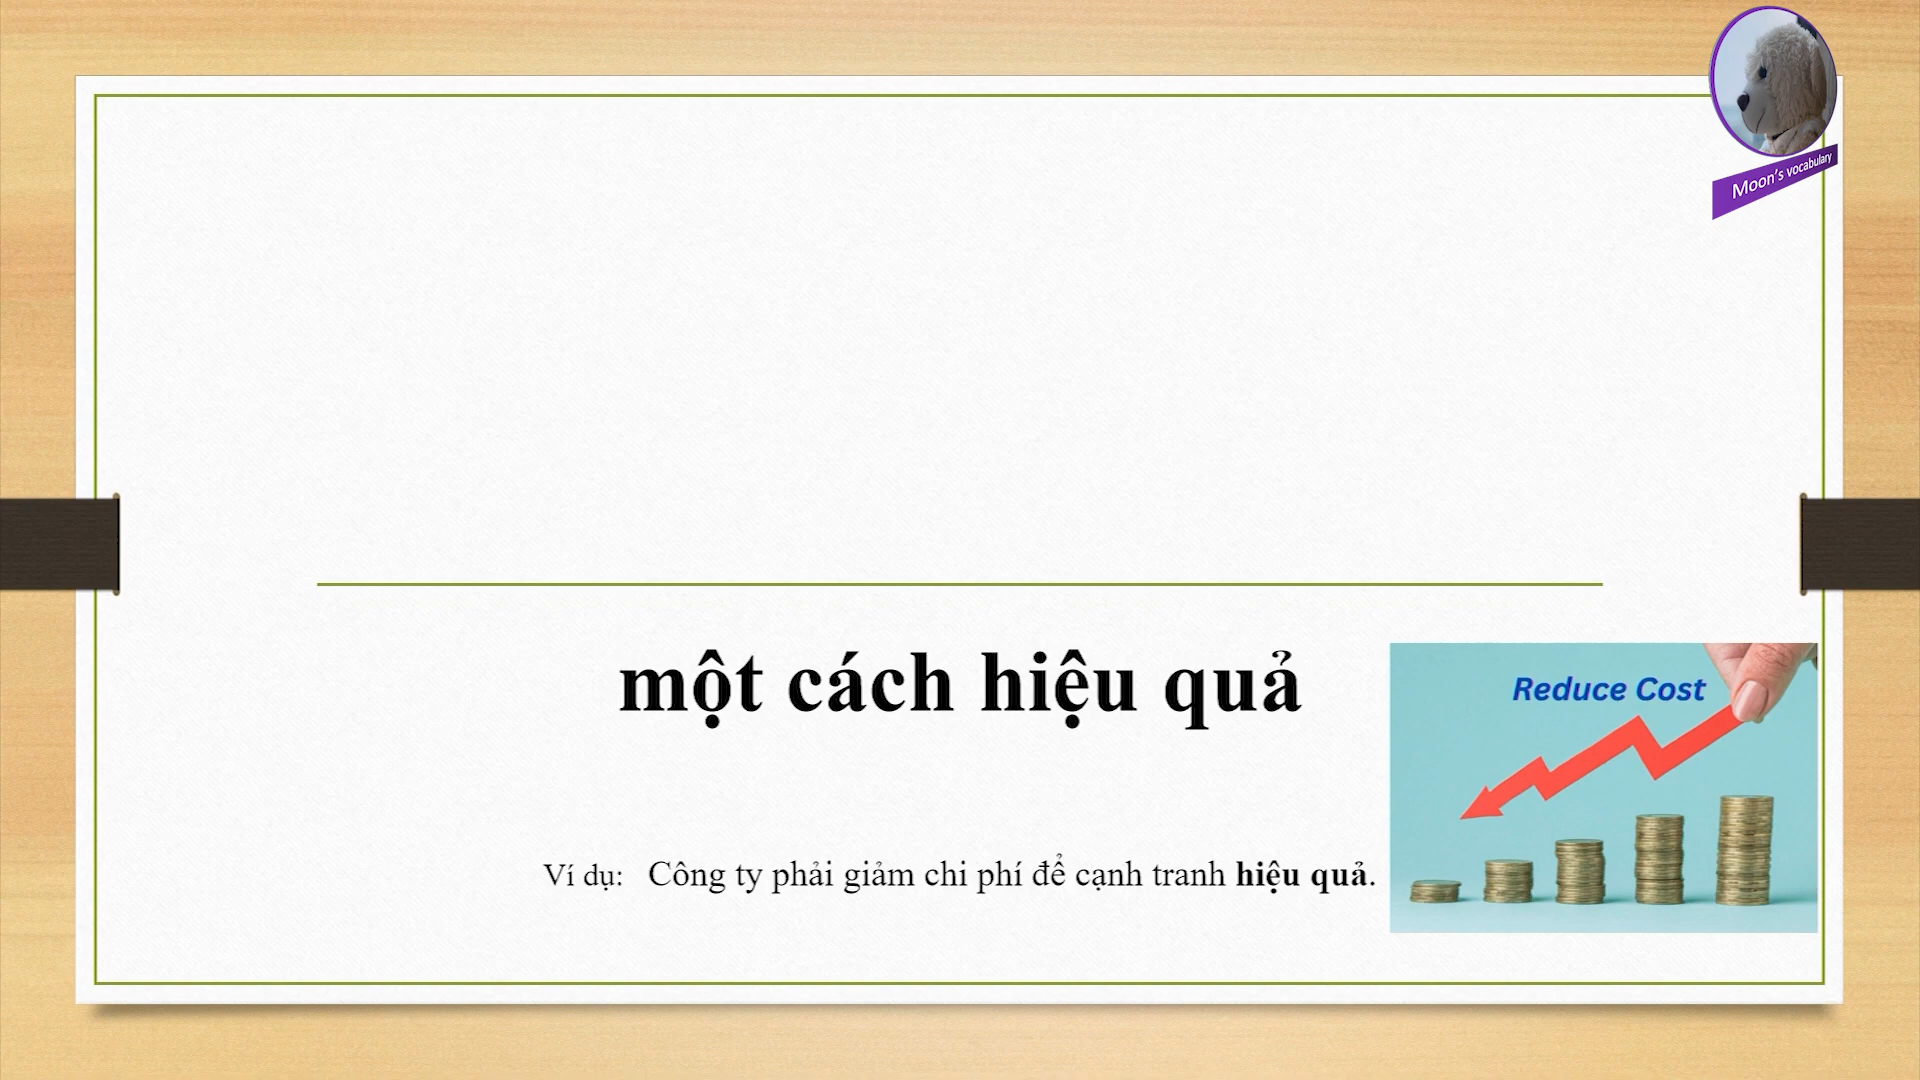 Moon's vocabulary
một cách hiệu quả
Reduce Cost
Ví dụ: Công ty phải giảm chi phí để cạnh tranh hiệu quả.